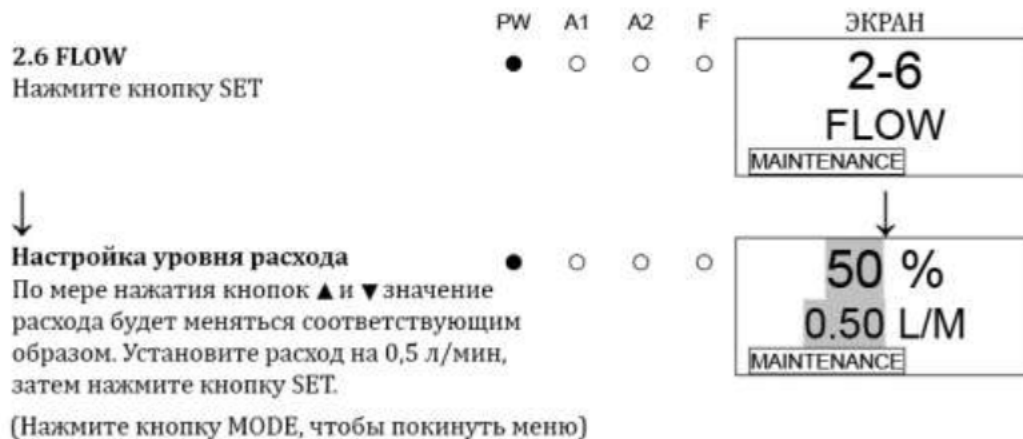 PW A1 A2 F ЭКРАН
2.6 FLOW
Нажмите кнопку SET
2-6
FLOW
MAINTENANCE
Настройка уровня расхода
По мере нажатия кнопок ▲ и ▼ значение
расхода будет меняться соответствующим
образом. Установите расход на 0,5 л/мин,
затем нажмите кнопку SET.
(Нажмите кнопку MODE, чтобы покинуть меню)
50 %
0.50 L/M
MAINTENANCE